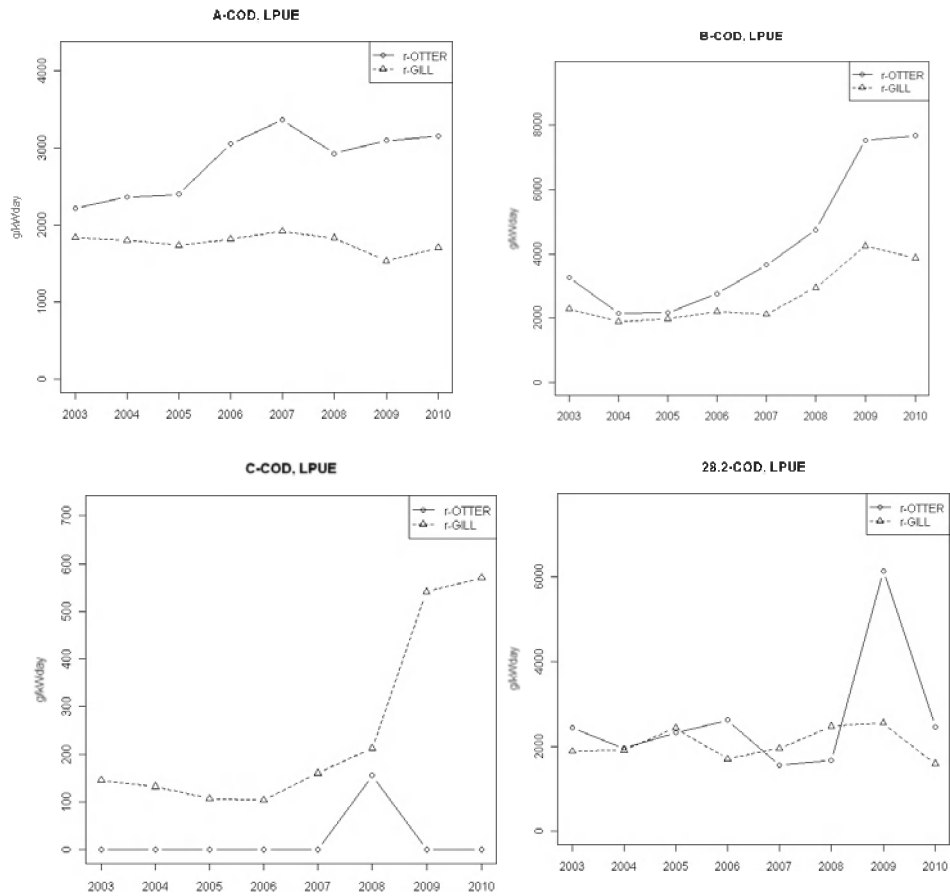 A-COD, LPUE
r-OTTER
r-GILL
g/kWday
4000
3000
2000
1000
0
2003 2004 2005 2006 2007 2008 2009 2010
B-COD, LPUE
r-OTTER
r-GILL
g/kWday
8000
6000
4000
2000
0
2003 2004 2005 2006 2007 2008 2009 2010
C-COD, LPUE
r-OTTER
r-GILL
g/kWday
700
600
500
400
300
200
100
0
2003 2004 2005 2006 2007 2008 2009 2010
28.2-COD, LPUE
r-OTTER
r-GILL
g/kWday
6000
4000
2000
0
2003 2004 2005 2006 2007 2008 2009 2010